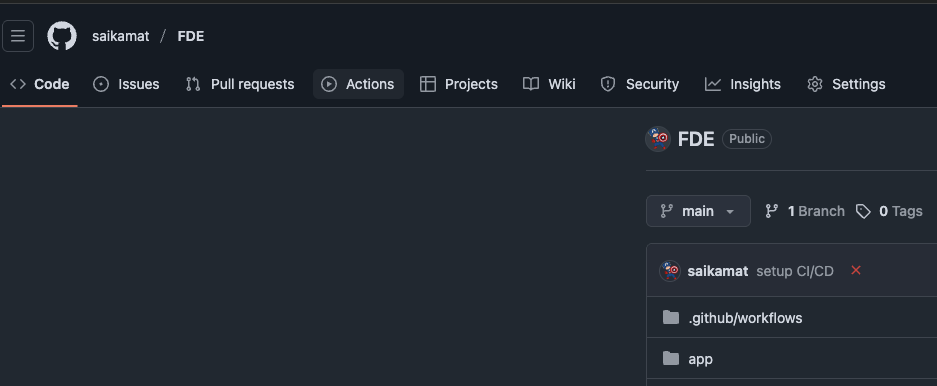 saikamat / FDE
Code Issues Pull requests Actions Projects Wiki Security Insights Settings
FDE Public
main 1 Branch 0 Tags
saikamat setup CI/CD
.github/workflows
app